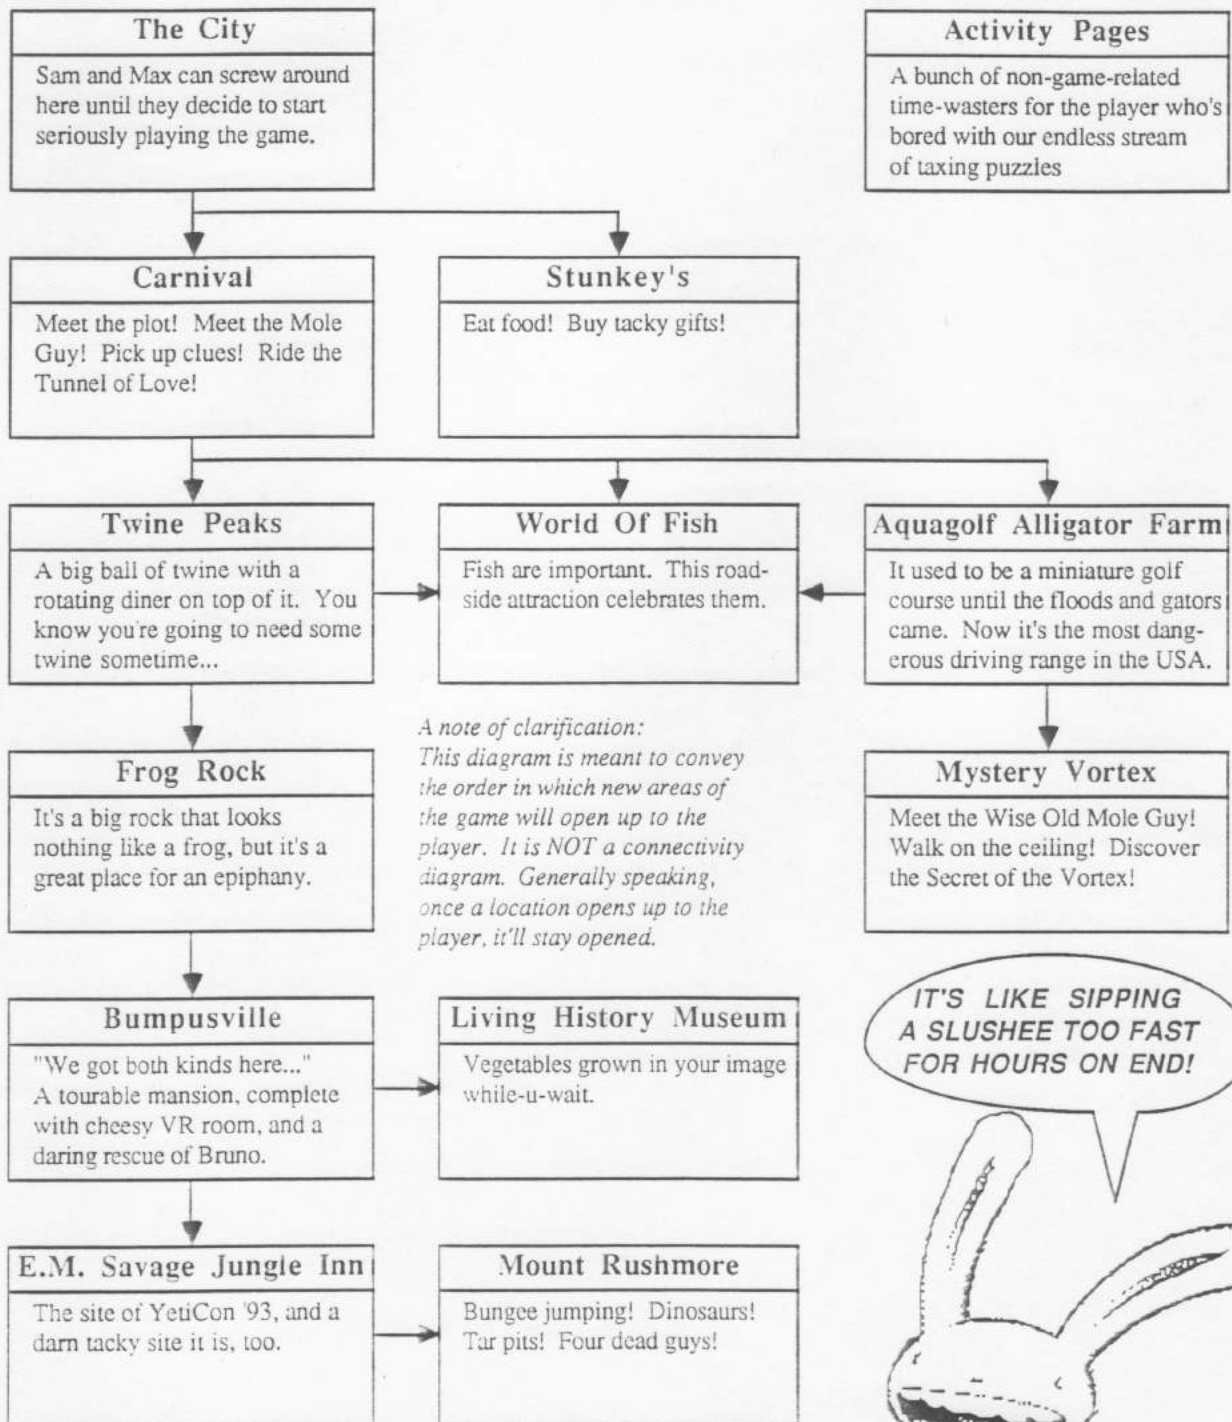 The City
Sam and Max can screw around
here until they decide to start
seriously playing the game.
Activity Pages
A bunch of non-game-related
time-wasters for the player who's
bored with our endless stream
of taxing puzzles
Carnival
Meet the plot! Meet the Mole
Guy! Pick up clues! Ride the
Tunnel of Love!
Stunkey's
Eat food! Buy tacky gifts!
Twine Peaks
A big ball of twine with a
rotating diner on top of it. You
know you're going to need some
twine sometime...
World Of Fish
Fish are important. This road-
side attraction celebrates them.
Aquagolf Alligator Farm
It used to be a miniature golf
course until the floods and gators
came. Now it's the most dang-
erous driving range in the USA.
Frog Rock
It's a big rock that looks
nothing like a frog, but it's a
great place for an epiphany.
A note of clarification:
This diagram is meant to convey
the order in which new areas of
the game will open up to the
player. It is NOT a connectivity
diagram. Generally speaking,
once a location opens up to the
player, it'll stay opened.
Mystery Vortex
Meet the Wise Old Mole Guy!
Walk on the ceiling! Discover
the Secret of the Vortex!
Bumpusville
"We got both kinds here..."
A tourable mansion, complete
with cheesy VR room, and a
daring rescue of Bruno.
Living History Museum
Vegetables grown in your image
while-u-wait.
IT'S LIKE SIPPING
A SLUSHEE TOO FAST
FOR HOURS ON END!
E.M. Savage Jungle Inn
The site of YetiCon '93, and a
darn tacky site it is, too.
Mount Rushmore
Bungee jumping! Dinosaurs!
Tar pits! Four dead guys!